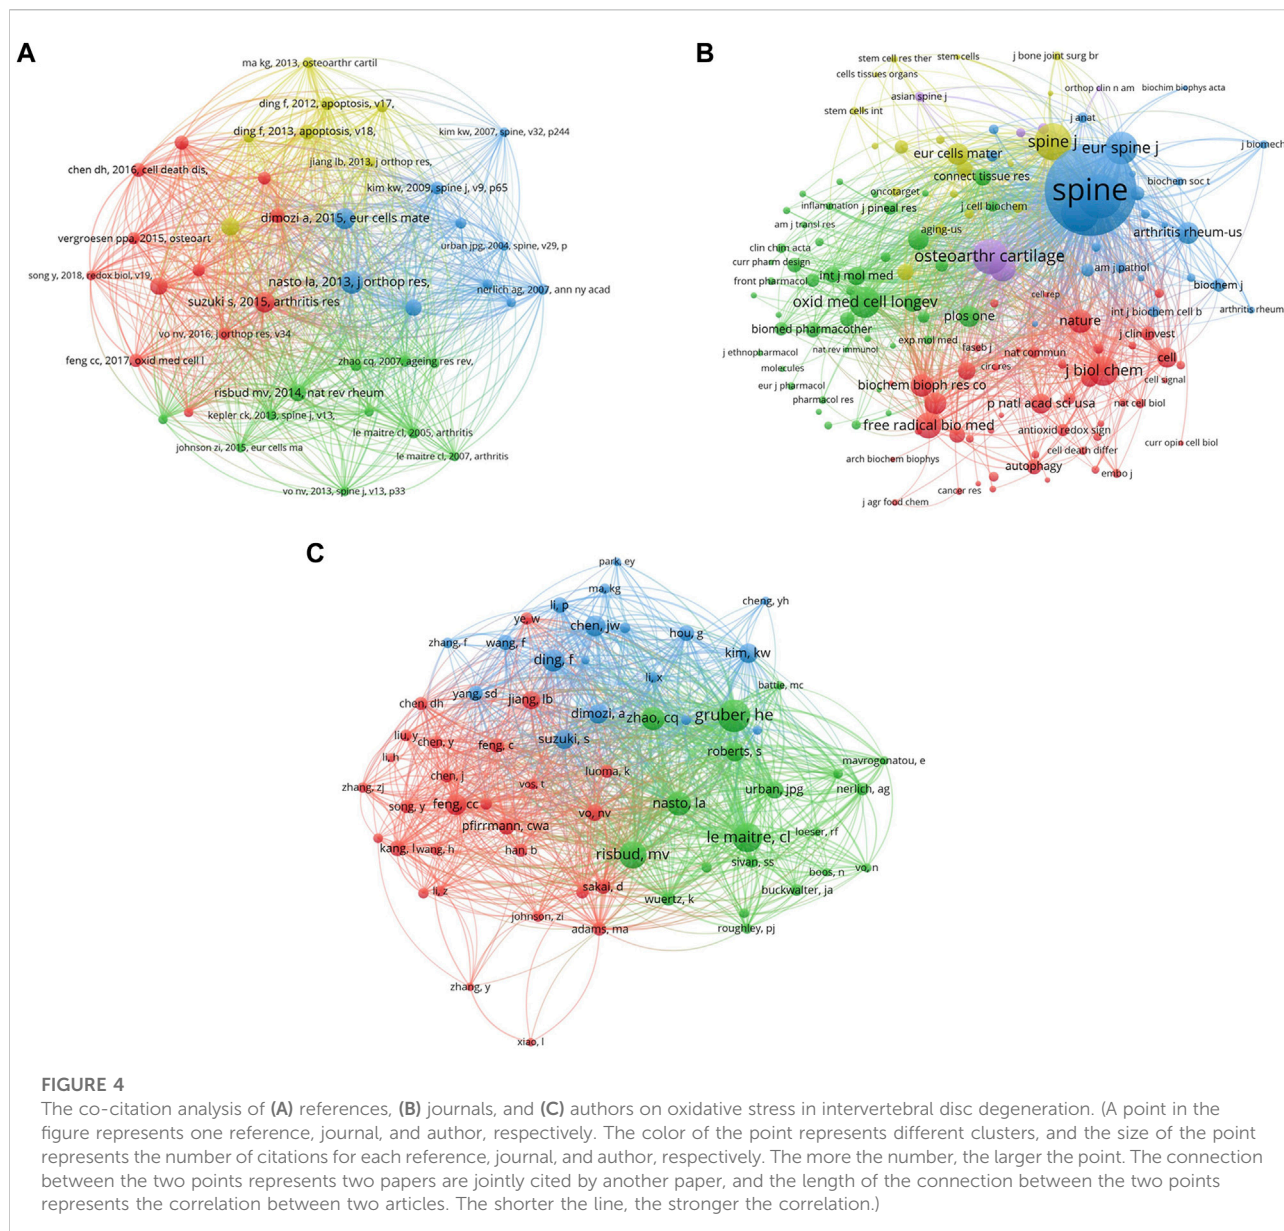 A
ma kg, 2013, osteoarthr cartil
ding f, 2012, apoptosis, v17,
ding f, 2013, apoptosis, v18,
kim kw, 2007, spine, v32, p244
jiang lb, 2013, j orthop res,
chen dh, 2016, cell death dis,
kim kw, 2009, spine j, v9, p65
dimozi a, 2015, eur cells mate
vergroesen ppa, 2015, osteoart
urban jpg, 2004, spine, v29, p
song y, 2018, redox biol, v19,
nasto la, 2013, j orthop res,
nerlich ag, 2007, ann ny acad
suzuki s, 2015, arthritis res
vo nv, 2016, j orthop res, v34
feng cc, 2017, oxid med cell l
zhao cq, 2007, ageing res rev,
risbud mv, 2014, nat rev rheum
kepler ck, 2013, spine j, v13,
le maitre cl, 2005, arthritis
johnson zi, 2015, eur cells ma
le maitre cl, 2007, arthritis
vo nv, 2013, spine j, v13, p33
B
stem cell res ther
stem cells
j bone joint surg br
cells tissues organs
orthop clin n am
biochim biophys acta
asian spine j
stem cells int
j anat
spine j
eur spine j
j biomech
eur cells mater
connect tissue res
biochem soc t
oncotarget
spine
inflammation
j pineal res
j cell biochem
am j transl res
aging-us
arthritis rheum-us
clin chim acta
osteoarthr cartilage
curr pharm design
int j mol med
am j pathol
front pharmacol
biochem j
cell rep
oxid med cell longev
int j biochem cell b
arthritis rheum
plos one
nature
biomed pharmacother
exp mol med
j clin invest
faseb j
nat rev immunol
nat commun
j ethnopharmacol
cell
molecules
circ res
j biol chem
cell signal
eur j pharmacol
biochem bioph res co
pharmacol res
p natl acad sci usa
nat cell biol
free radical bio med
antioxid redox sign
curr opin cell biol
cell death differ
arch biochem biophys
autophagy
embo j
cancer res
j agr food chem
C
park, ey
ma, kg
cheng, yh
li, p
ye, w
chen, jw
hou, g
zhang, f
wang, f
kim, kw
ding, f
li, x
battie, mc
yang, sd
jiang, lb
chen, dh
dimozi, a
zhao, cq
gruber, he
liu, y
chen, y
feng, c
suzuki, s
roberts, s
li, h
mavrogonatou, e
chen, j
luoma, k
zhang, zj
vos, t
urban, jpg
nerlich, ag
song, y
feng, cc
nasto, la
vo, nv
pfirrmann, cwa
le maitre, cl
loeser, rf
kang, l
wang, h
han, b
risbud, mv
sivan, ss
vo, n
boos, n
li, z
sakai, d
buckwalter, ja
wuertz, k
johnson, zi
adams, ma
roughley, pj
zhang, y
xiao, l
FIGURE 4
The co-citation analysis of (A) references, (B) journals, and (C) authors on oxidative stress in intervertebral disc degeneration. (A point in the
figure represents one reference, journal, and author, respectively. The color of the point represents different clusters, and the size of the point
represents the number of citations for each reference, journal, and author, respectively. The more the number, the larger the point. The connection
between the two points represents two papers are jointly cited by another paper, and the length of the connection between the two points
represents the correlation between two articles. The shorter the line, the stronger the correlation.)